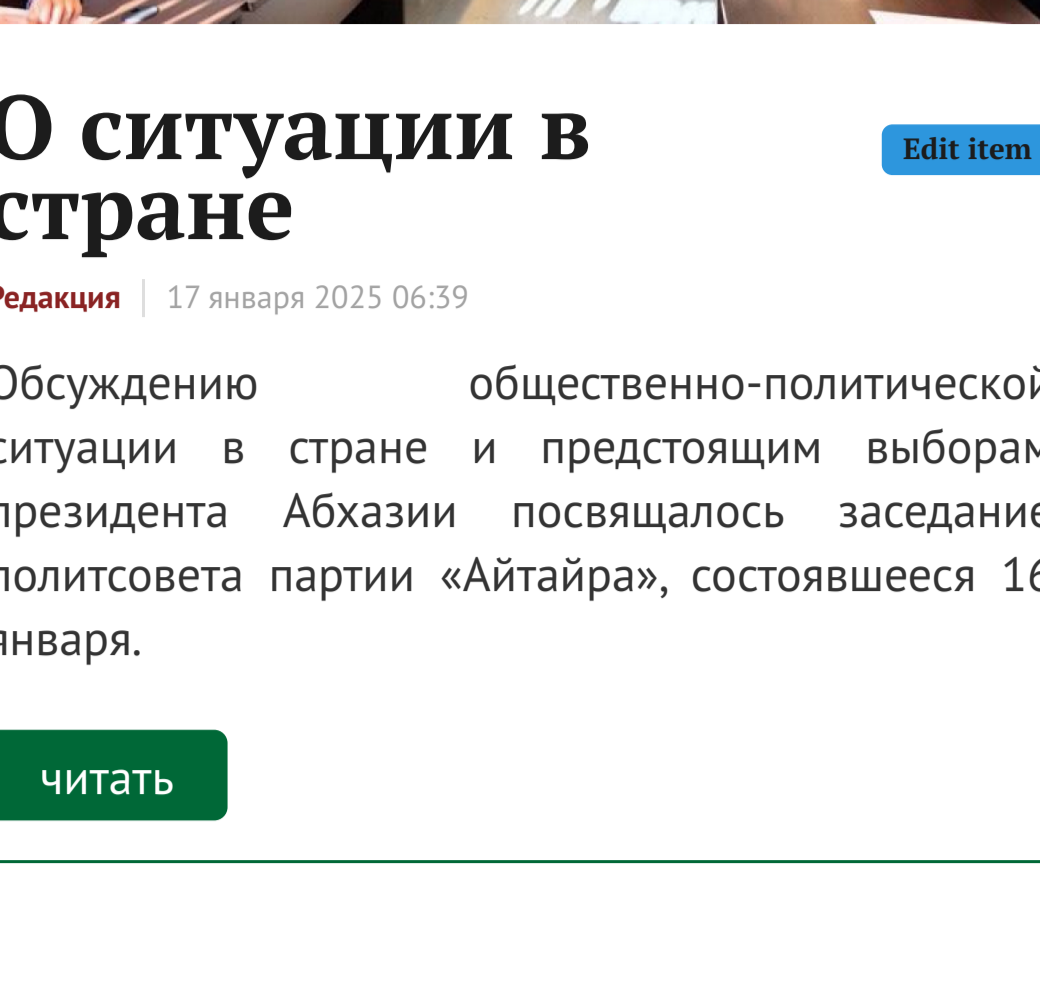 О ситуации в
стране
Edit item
Редакция
17 января 2025 06:39
Обсуждению общественно-политической
ситуации в стране и предстоящим выборам
президента Абхазии посвящалось заседание
политсовета партии «Айтайра», состоявшееся 16
января.
читать